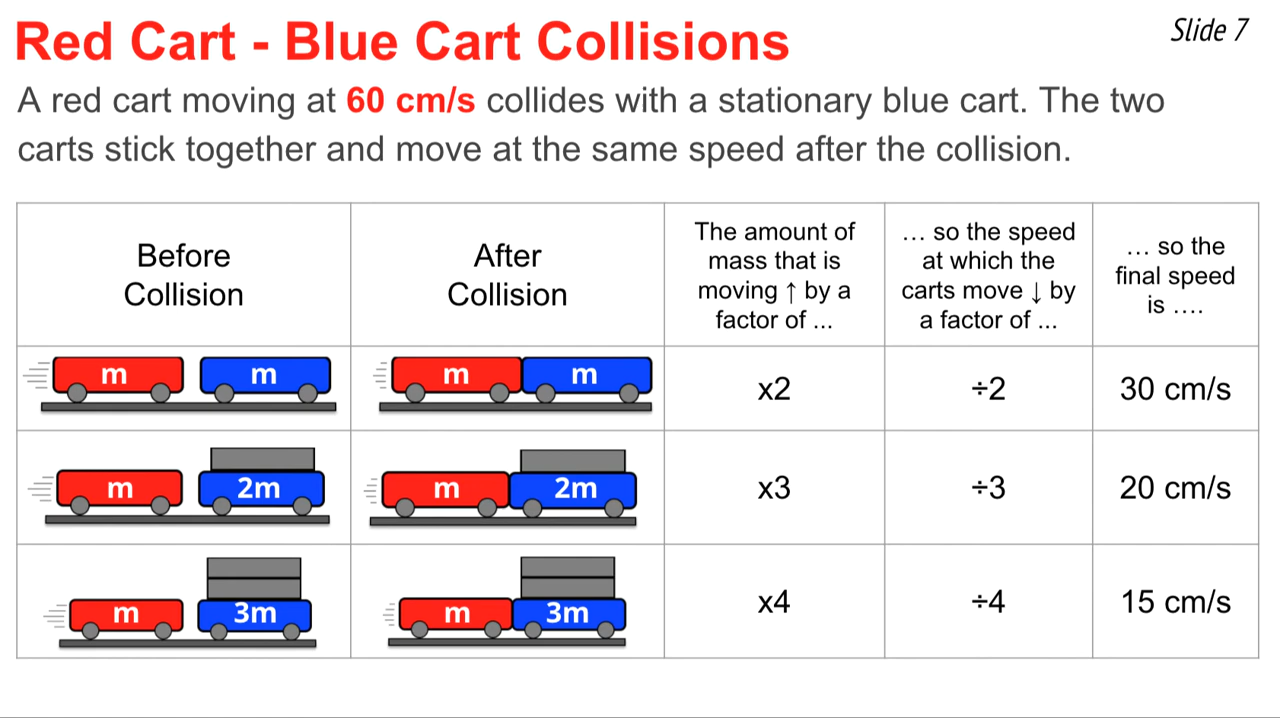 Slide 7
Red Cart - Blue Cart Collisions
A red cart moving at 60 cm/s collides with a stationary blue cart. The two
carts stick together and move at the same speed after the collision.
Before
Collision
After
Collision
The amount of
mass that is
moving ↑ by a
factor of ...
… so the speed
at which the
carts move ↓ by
a factor of ...
… so the
final speed
is ….
m m
m m
x2
÷2
30 cm/s
m 2m
m 2m
x3
÷3
20 cm/s
m 3m
m 3m
x4
÷4
15 cm/s